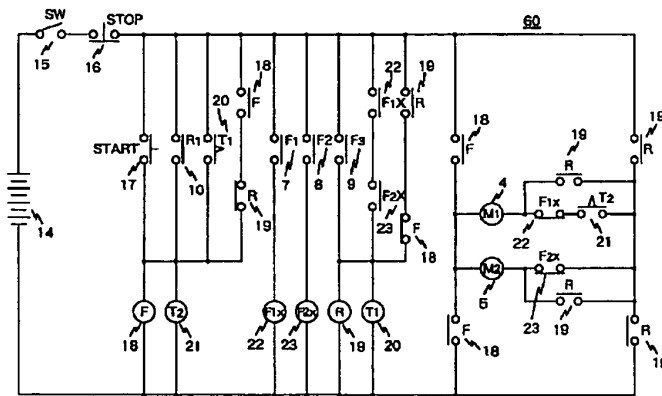 SW STOP 60
15 16
22 19
18
20 F F1X R 18 19
START R1 T1 F1 F2 F3 F R 19 R
17 10 7 8 9 4
R F2X M1 F1x T2
19 23 F 22 21
14 18
M2 F2x
5 R
F T2 F1x F2x R T1 F 23 19 R
18 21 22 23 19 20 18 19